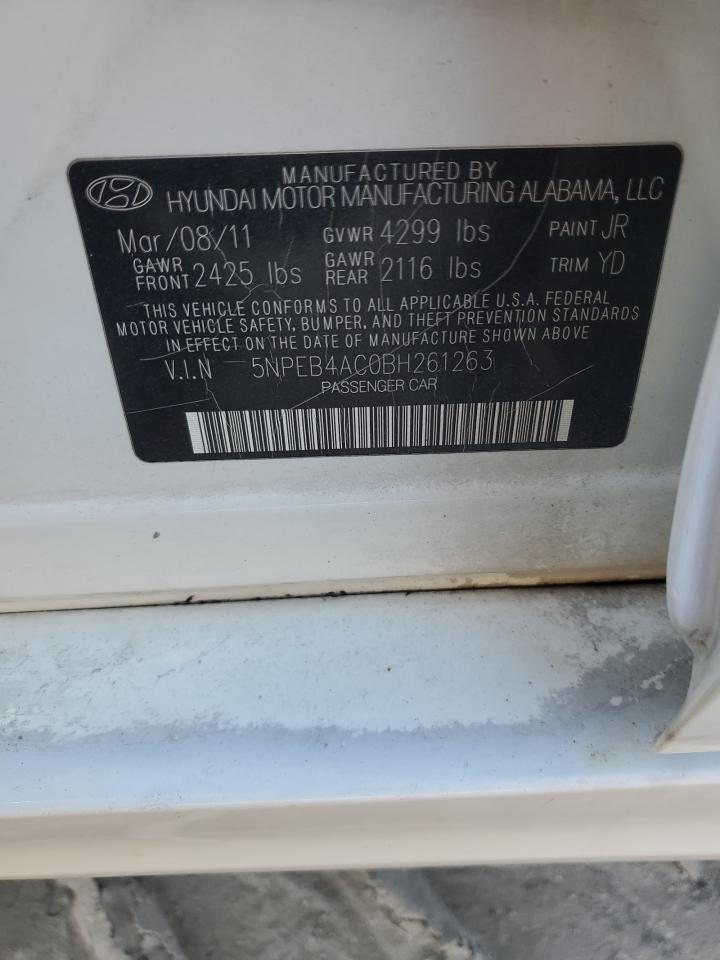 MANUFACTURED BY
HYUNDAI MOTOR MANUFACTURING ALABAMA, LLC
Mar/08/11 GVWR 4299 lbs PAINT JR
GAWR FRONT 2425 lbs GAWR REAR 2116 lbs TRIM YD
THIS VEHICLE CONFORMS TO ALL APPLICABLE U.S.A. FEDERAL
MOTOR VEHICLE SAFETY, BUMPER, AND THEFT PREVENTION STANDARDS
IN EFFECT ON THE DATE OF MANUFACTURE SHOWN ABOVE
V.I.N 5NPEB4AC0BH261263
PASSENGER CAR